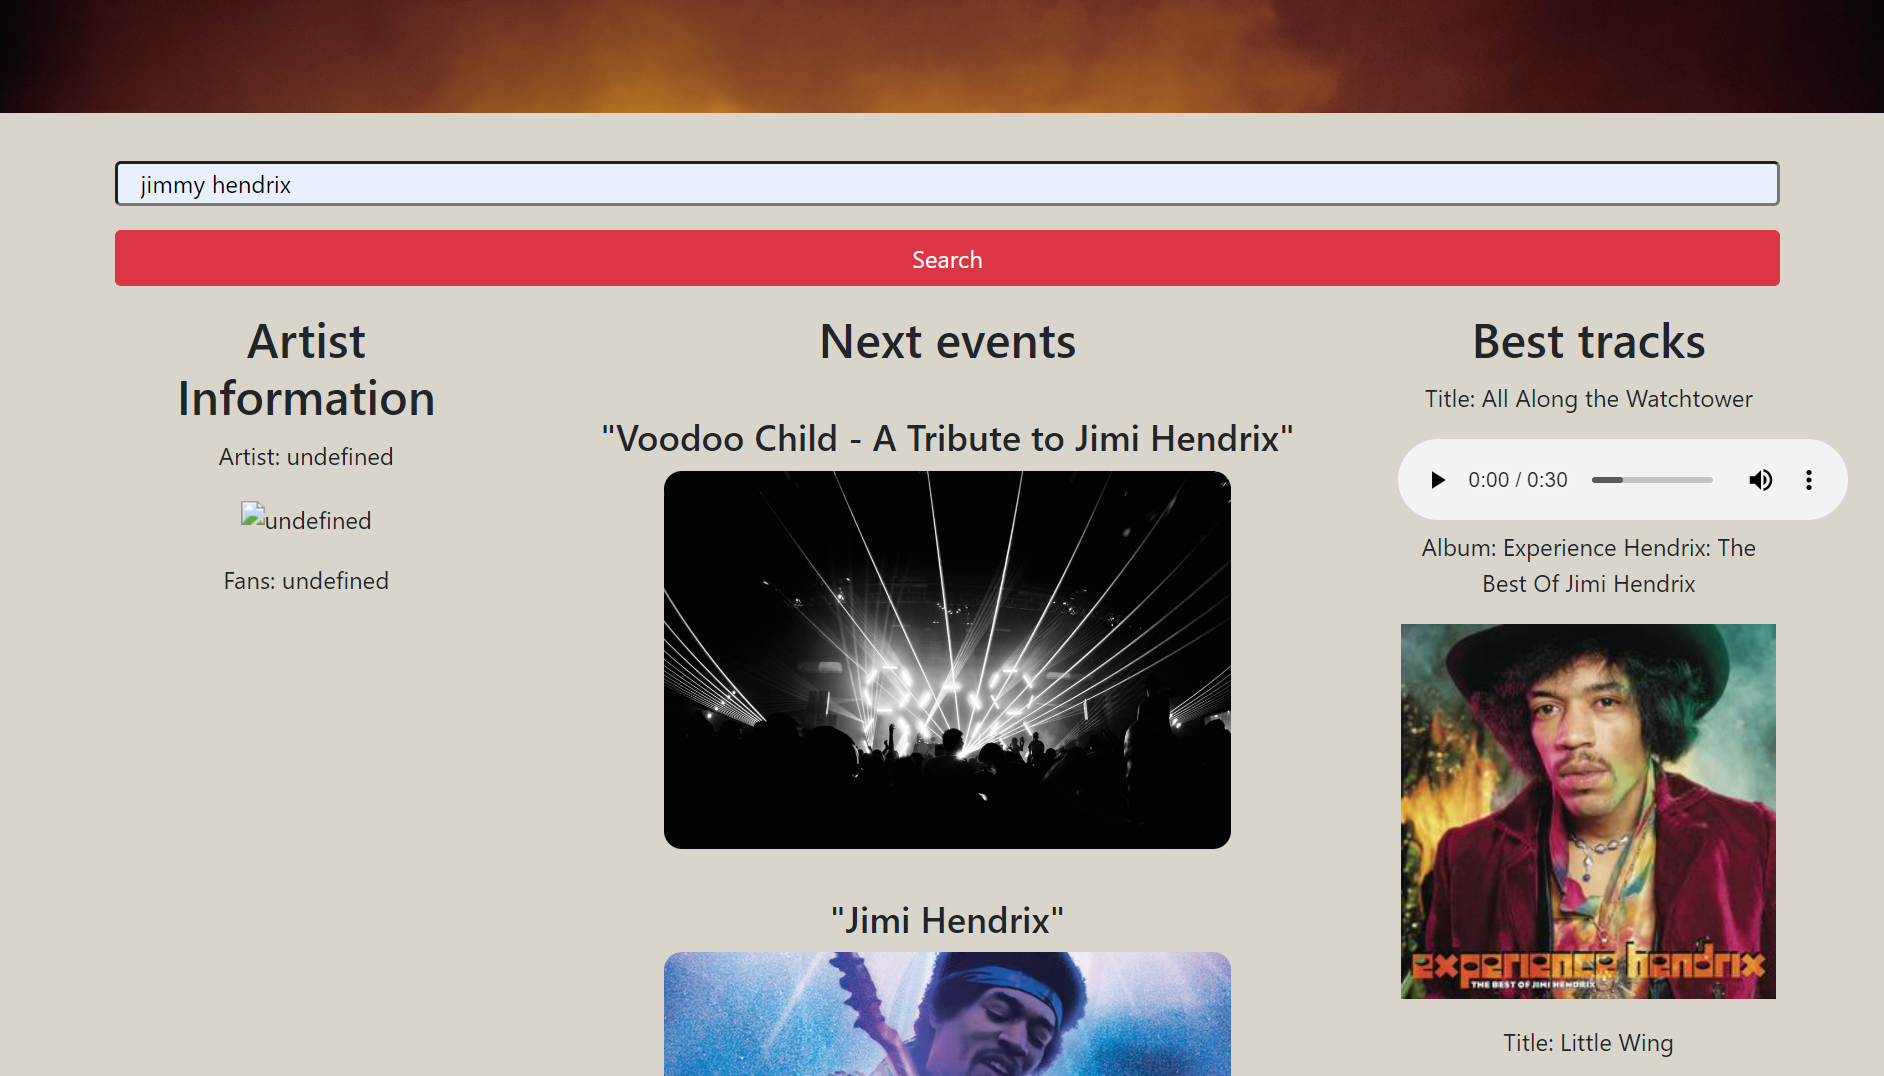 jimmy hendrix
Search
Artist
Information
Artist: undefined
undefined
Fans: undefined
Next events
"Voodoo Child - A Tribute to Jimi Hendrix"
"Jimi Hendrix"
Best tracks
Title: All Along the Watchtower
0:00 / 0:30
Album: Experience Hendrix: The
Best Of Jimi Hendrix
experience hendrix
THE BEST OF JIMI HENDRIX
Title: Little Wing